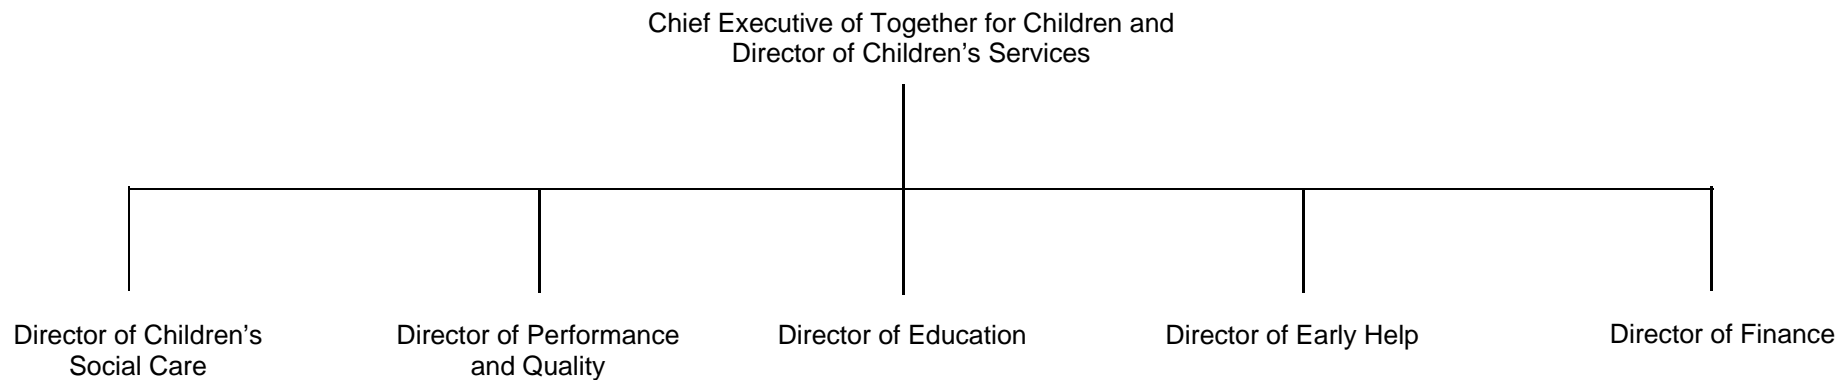 Chief Executive of Together for Children and
Director of Children’s Services
Director of Children’s
Social Care
Director of Performance
and Quality
Director of Education
Director of Early Help
Director of Finance